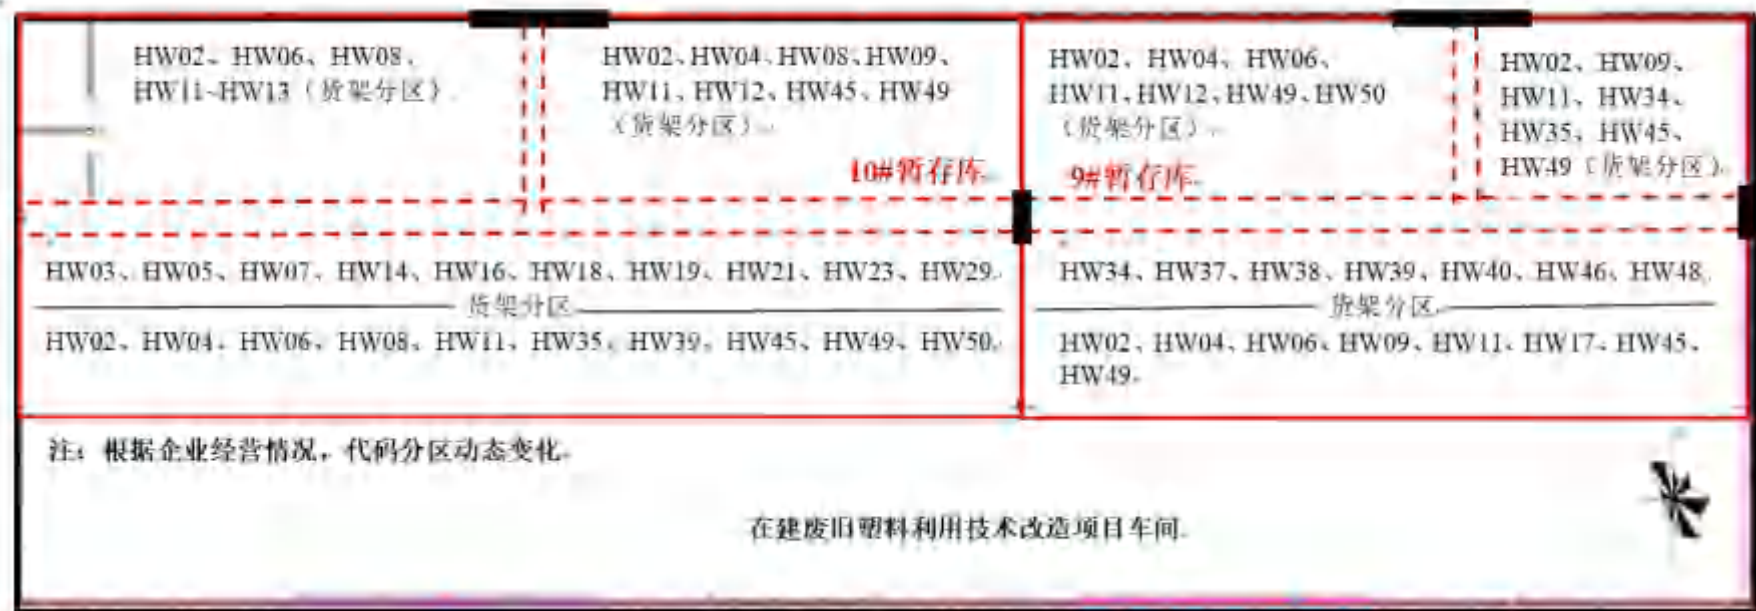 HW02、HW06、HW08、
HW11~HW13（货架分区）
HW02、HW04、HW08、HW09、
HW11、HW12、HW45、HW49
（货架分区）
10#暂存库
HW02、HW04、HW06、
HW11、HW12、HW49、HW50
（货架分区）
9#暂存库
HW02、HW09、
HW11、HW34、
HW35、HW45、
HW49（货架分区）
HW03、HW05、HW07、HW14、HW16、HW18、HW19、HW21、HW23、HW29
货架分区
HW02、HW04、HW06、HW08、HW11、HW35、HW39、HW45、HW49、HW50
HW34、HW37、HW38、HW39、HW40、HW46、HW48
货架分区
HW02、HW04、HW06、HW09、HW11、HW17、HW45、
HW49
注：根据企业经营情况，代码分区动态变化
在建废旧塑料利用技术改造项目车间